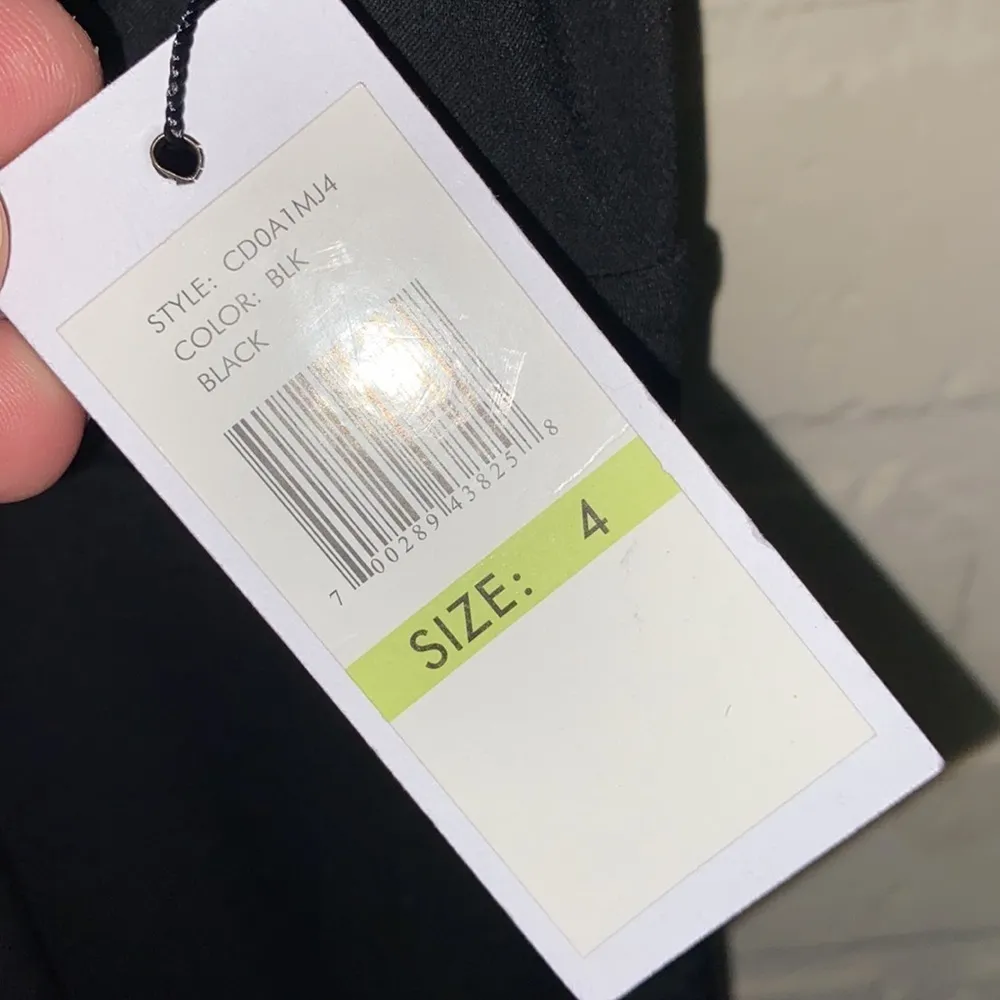 STYLE: CD0A1MJ4
COLOR: BLK
BLACK
7 00289 43825 8
SIZE: 4